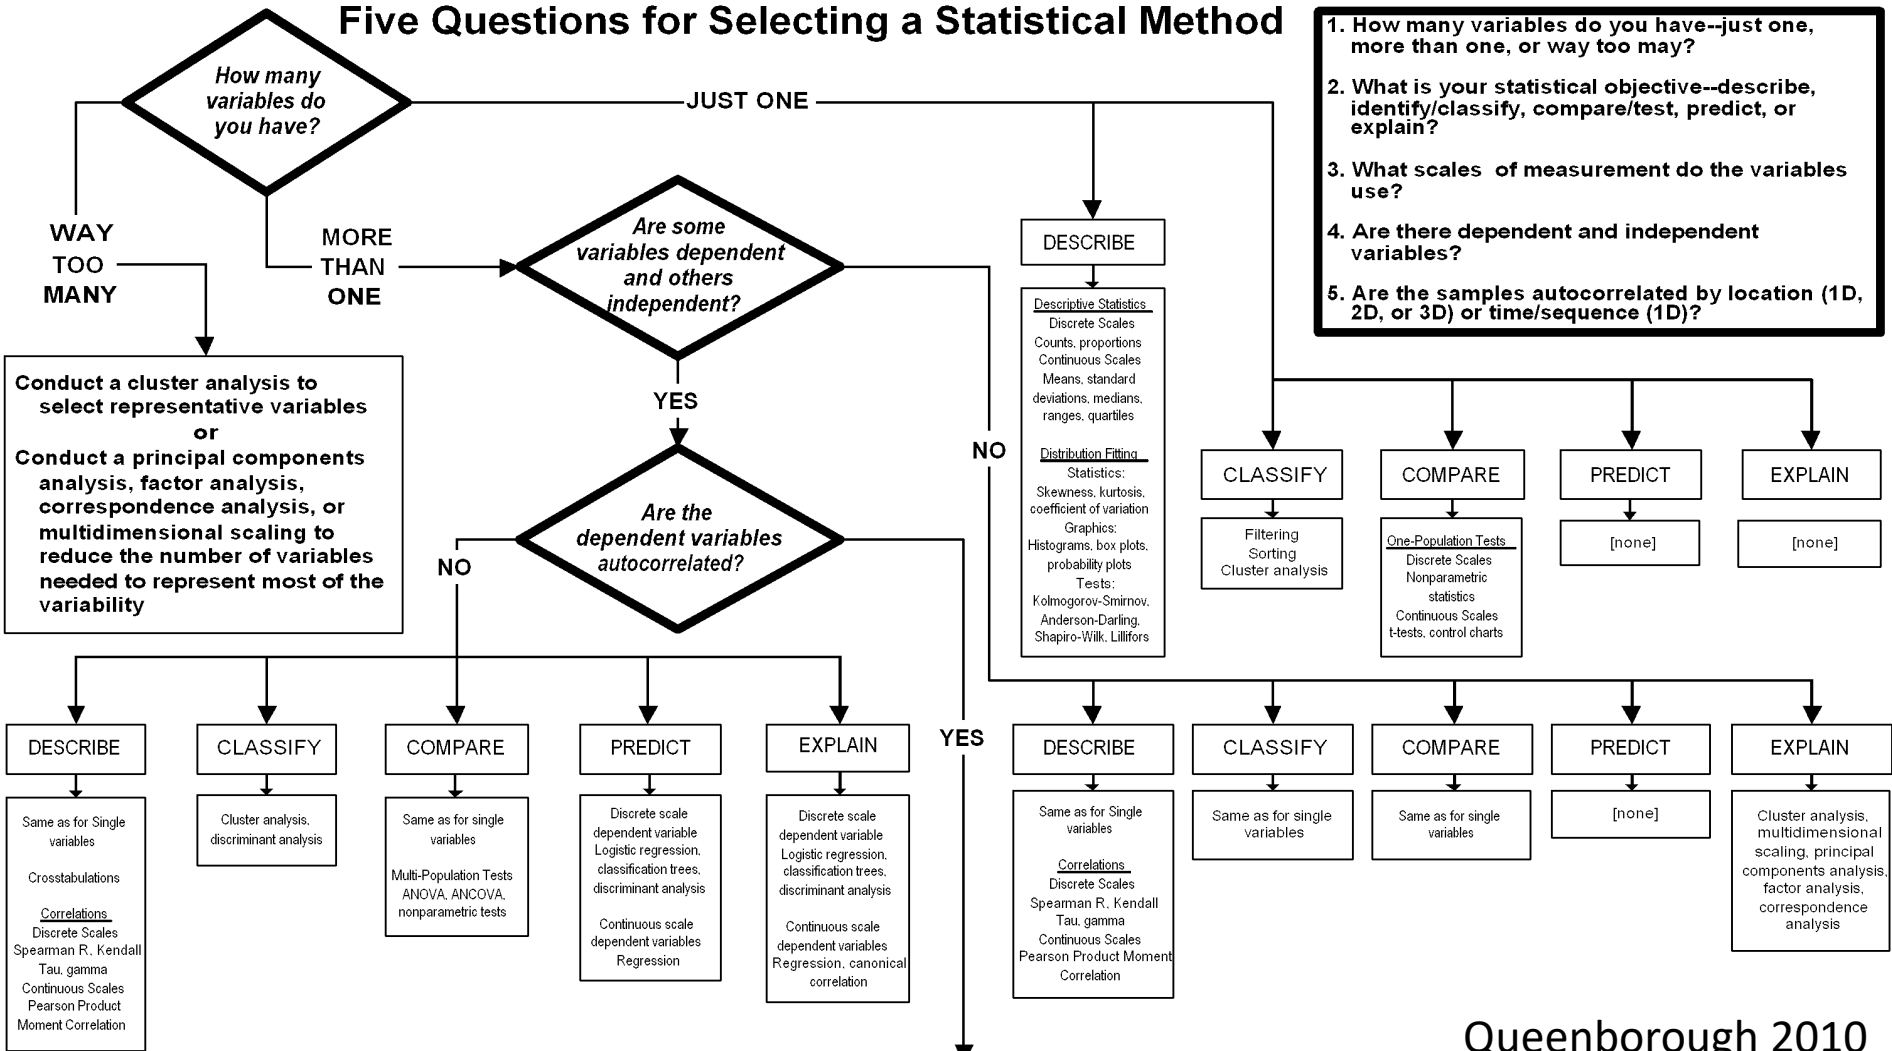 Five Questions for Selecting a Statistical Method
1. How many variables do you have--just one,
more than one, or way too may?
2. What is your statistical objective--describe,
identify/classify, compare/test, predict, or
explain?
3. What scales of measurement do the variables
use?
4. Are there dependent and independent
variables?
5. Are the samples autocorrelated by location (1D,
2D, or 3D) or time/sequence (1D)?
How many
variables do
you have?
JUST ONE
WAY
TOO
MANY
MORE
THAN
ONE
Are some
variables dependent
and others
independent?
Conduct a cluster analysis to
select representative variables
or
Conduct a principal components
analysis, factor analysis,
correspondence analysis, or
multidimensional scaling to
reduce the number of variables
needed to represent most of the
variability
YES
NO
Are the
dependent variables
autocorrelated?
NO
YES
DESCRIBE
Descriptive Statistics
Discrete Scales
Counts, proportions
Continuous Scales
Means, standard
deviations, medians,
ranges, quartiles
Distribution Fitting
Statistics:
Skewness, kurtosis,
coefficient of variation
Graphics:
Histograms, box plots,
probability plots
Tests:
Kolmogorov-Smirnov,
Anderson-Darling,
Shapiro-Wilk, Lillifors
CLASSIFY
Filtering
Sorting
Cluster analysis
COMPARE
One-Population Tests
Discrete Scales
Nonparametric
statistics
Continuous Scales
t-tests, control charts
PREDICT
[none]
EXPLAIN
[none]
DESCRIBE
Same as for Single
variables
Crosstabulations
Correlations
Discrete Scales
Spearman R, Kendall
Tau, gamma
Continuous Scales
Pearson Product
Moment Correlation
CLASSIFY
Cluster analysis,
discriminant analysis
COMPARE
Same as for single
variables
Multi-Population Tests
ANOVA, ANCOVA,
nonparametric tests
PREDICT
Discrete scale
dependent variable
Logistic regression,
classification trees,
discriminant analysis
Continuous scale
dependent variables
Regression
EXPLAIN
Discrete scale
dependent variable
Logistic regression,
classification trees,
discriminant analysis
Continuous scale
dependent variables
Regression, canonical
correlation
DESCRIBE
Same as for Single
variables
Correlations
Discrete Scales
Spearman R, Kendall
Tau, gamma
Continuous Scales
Pearson Product Moment
Correlation
CLASSIFY
Same as for single
variables
COMPARE
Same as for single
variables
PREDICT
[none]
EXPLAIN
Cluster analysis,
multidimensional
scaling, principal
components analysis,
factor analysis,
correspondence
analysis
Queenborough 2010